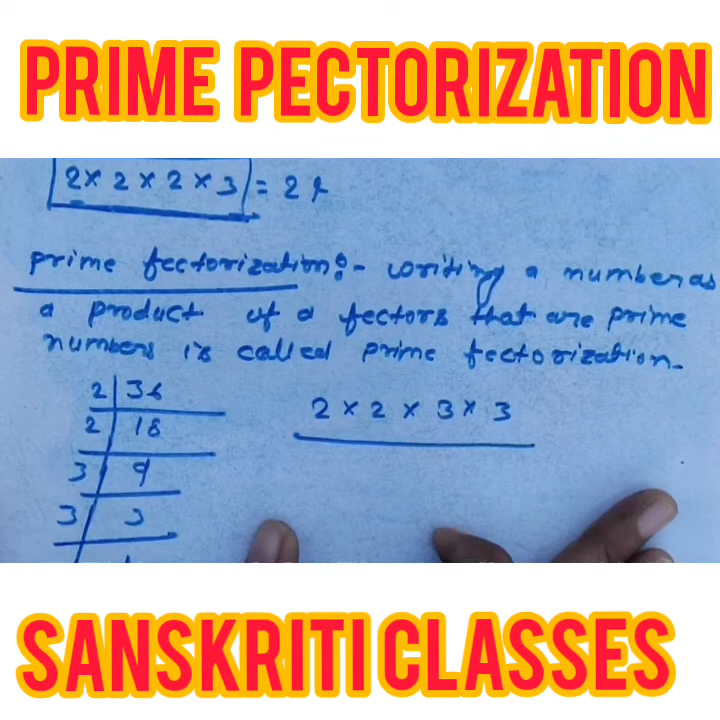 PRIME PECTORIZATION
2 × 2 × 2 × 3 = 24
prime fectorization:- writing a number as
a product of a fectors that are prime
numbers is called prime fectorization.
2 36
2 18
3 9
3 3
1
2 × 2 × 3 × 3
SANSKRITI CLASSES